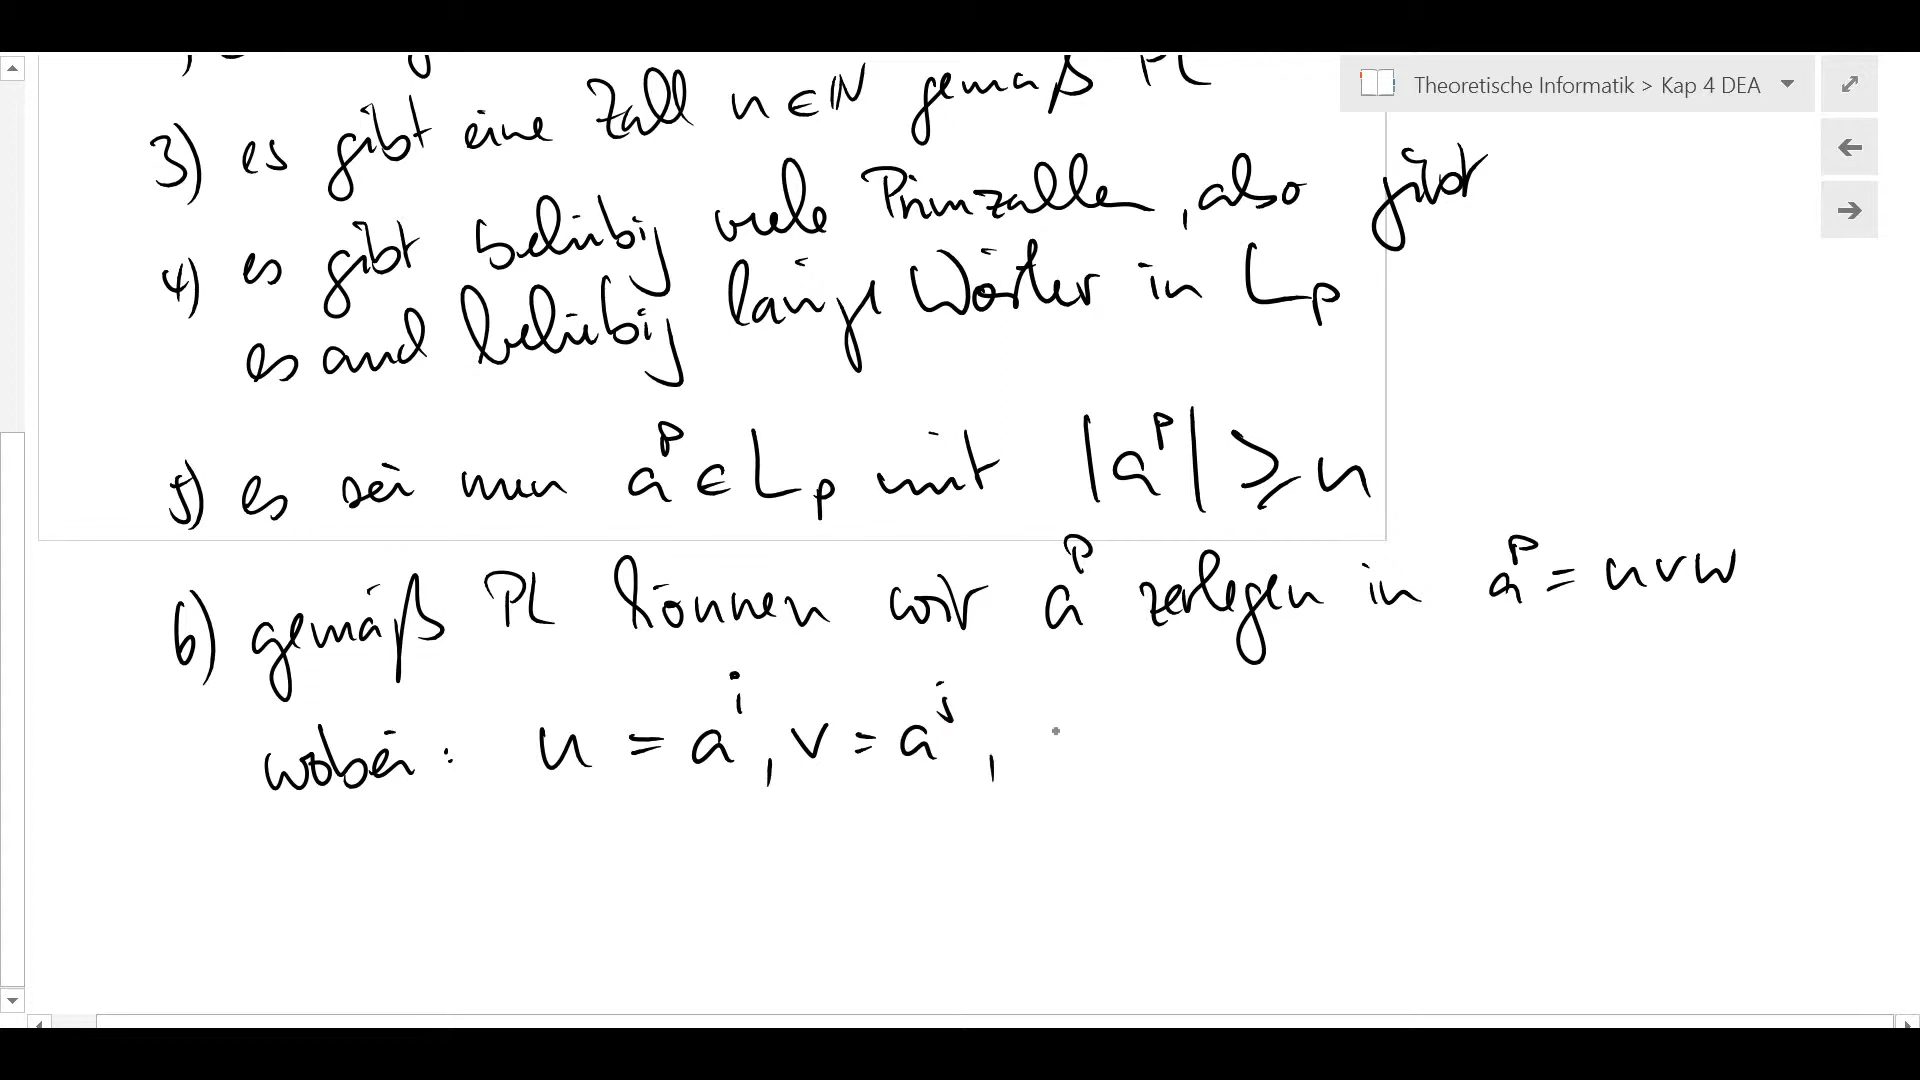 Theoretische Informatik > Kap 4 DEA
3) es gibt eine Zahl n∈ℕ gemäß PL
4) es gibt beliebig viele Primzahlen, also gibt
es auch beliebig lange Wörter in L_p
5) es sei nun a^p ∈ L_p mit |a^p| ≥ n
6) gemäß PL können wir a^p zerlegen in a^p = uvw
wobei: u = a^i, v = a^j,